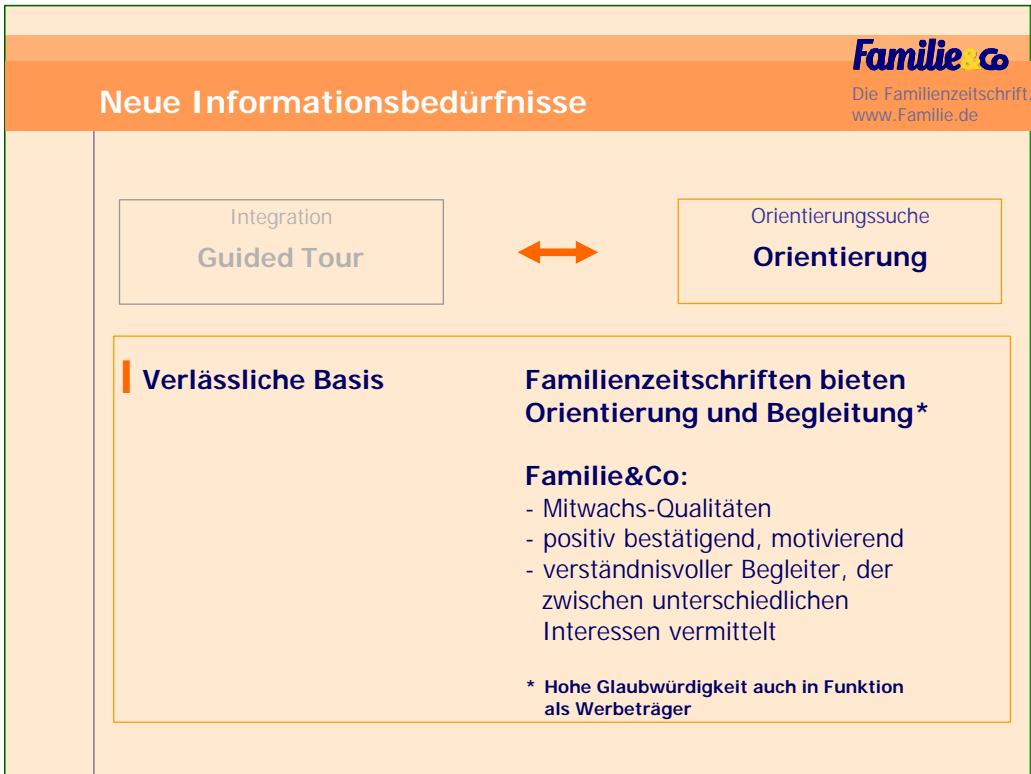 Familie&Co
Die Familienzeitschrift.
www.Familie.de
Neue Informationsbedürfnisse
Integration
Guided Tour
Orientierungssuche
Orientierung
Verlässliche Basis
Familienzeitschriften bieten
Orientierung und Begleitung*
Familie&Co:
- Mitwachs-Qualitäten
- positiv bestätigend, motivierend
- verständnisvoller Begleiter, der
zwischen unterschiedlichen
Interessen vermittelt
* Hohe Glaubwürdigkeit auch in Funktion
als Werbeträger